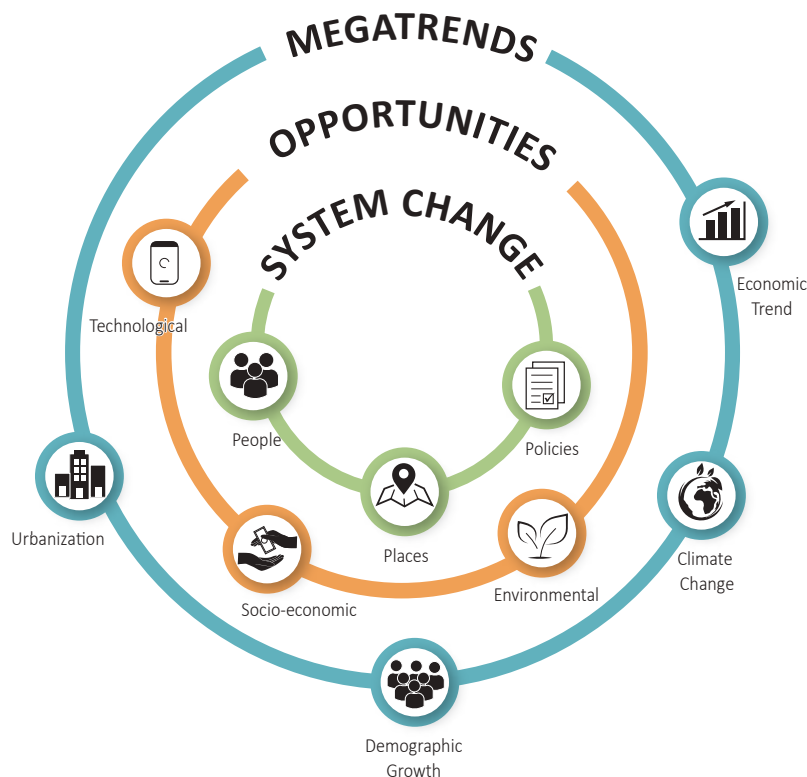 MEGATRENDS
OPPORTUNITIES
SYSTEM CHANGE
Economic
Trend
Technological
People
Policies
Urbanization
Places
Climate
Change
Environmental
Socio-economic
Demographic
Growth